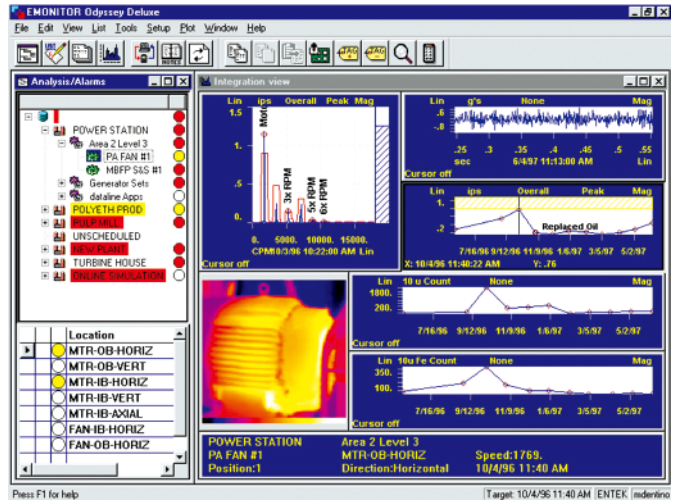 EMONITOR Odyssey Deluxe
File Edit View List Tools Setup Plot Window Help
Analysis/Alarms
POWER STATION
Area 2 Level 3
PA FAN #1
MBFP S&S #1
Generator Sets
dataline Apps
POLYETH PROD
PULP MILL
UNSCHEDULED
NEW PLANT
TURBINE HOUSE
ONLINE SIMULATION
Location
MTR-OB-HORIZ
MTR-OB-VERT
MTR-IB-HORIZ
MTR-IB-VERT
MTR-IB-AXIAL
FAN-IB-HORIZ
FAN-OB-HORIZ
Integration view
Lin ips Overall Peak Mag
1.5
1.
.5
0.
Moto
3x RPM
5x RPM
6x RPM
0. 5000. 10000. 15000.
CPM 10/3/96 10:22:00 AM Lin
Cursor off
Lin g's None Mag
.6
-.8
.25 .3 .35 .4 .45 .5 .55
sec 6/4/97 11:13:00 AM Lin
Cursor off
Lin ips Overall Peak Mag
1.
.2
Replaced Oil
7/16/96 9/12/96 11/9/96 1/6/97 3/5/97 5/2/97
X: 10/4/96 11:40:22 AM Y: .76
Lin 10 u Count None Mag
1800.
200.
7/16/96 9/12/96 11/9/96 1/6/97 3/5/97 5/2/97
Cursor off
Lin 10u Fe Count None Mag
350.
100.
7/16/96 9/12/96 11/9/96 1/6/97 3/5/97 5/2/97
Cursor off
POWER STATION Area 2 Level 3
PA FAN #1 MTR-OB-HORIZ Speed:1769.
Position:1 Direction:Horizontal 10/4/96 11:40 AM
Press F1 for help
Target: 10/4/96 11:40 AM ENTEK mdentino